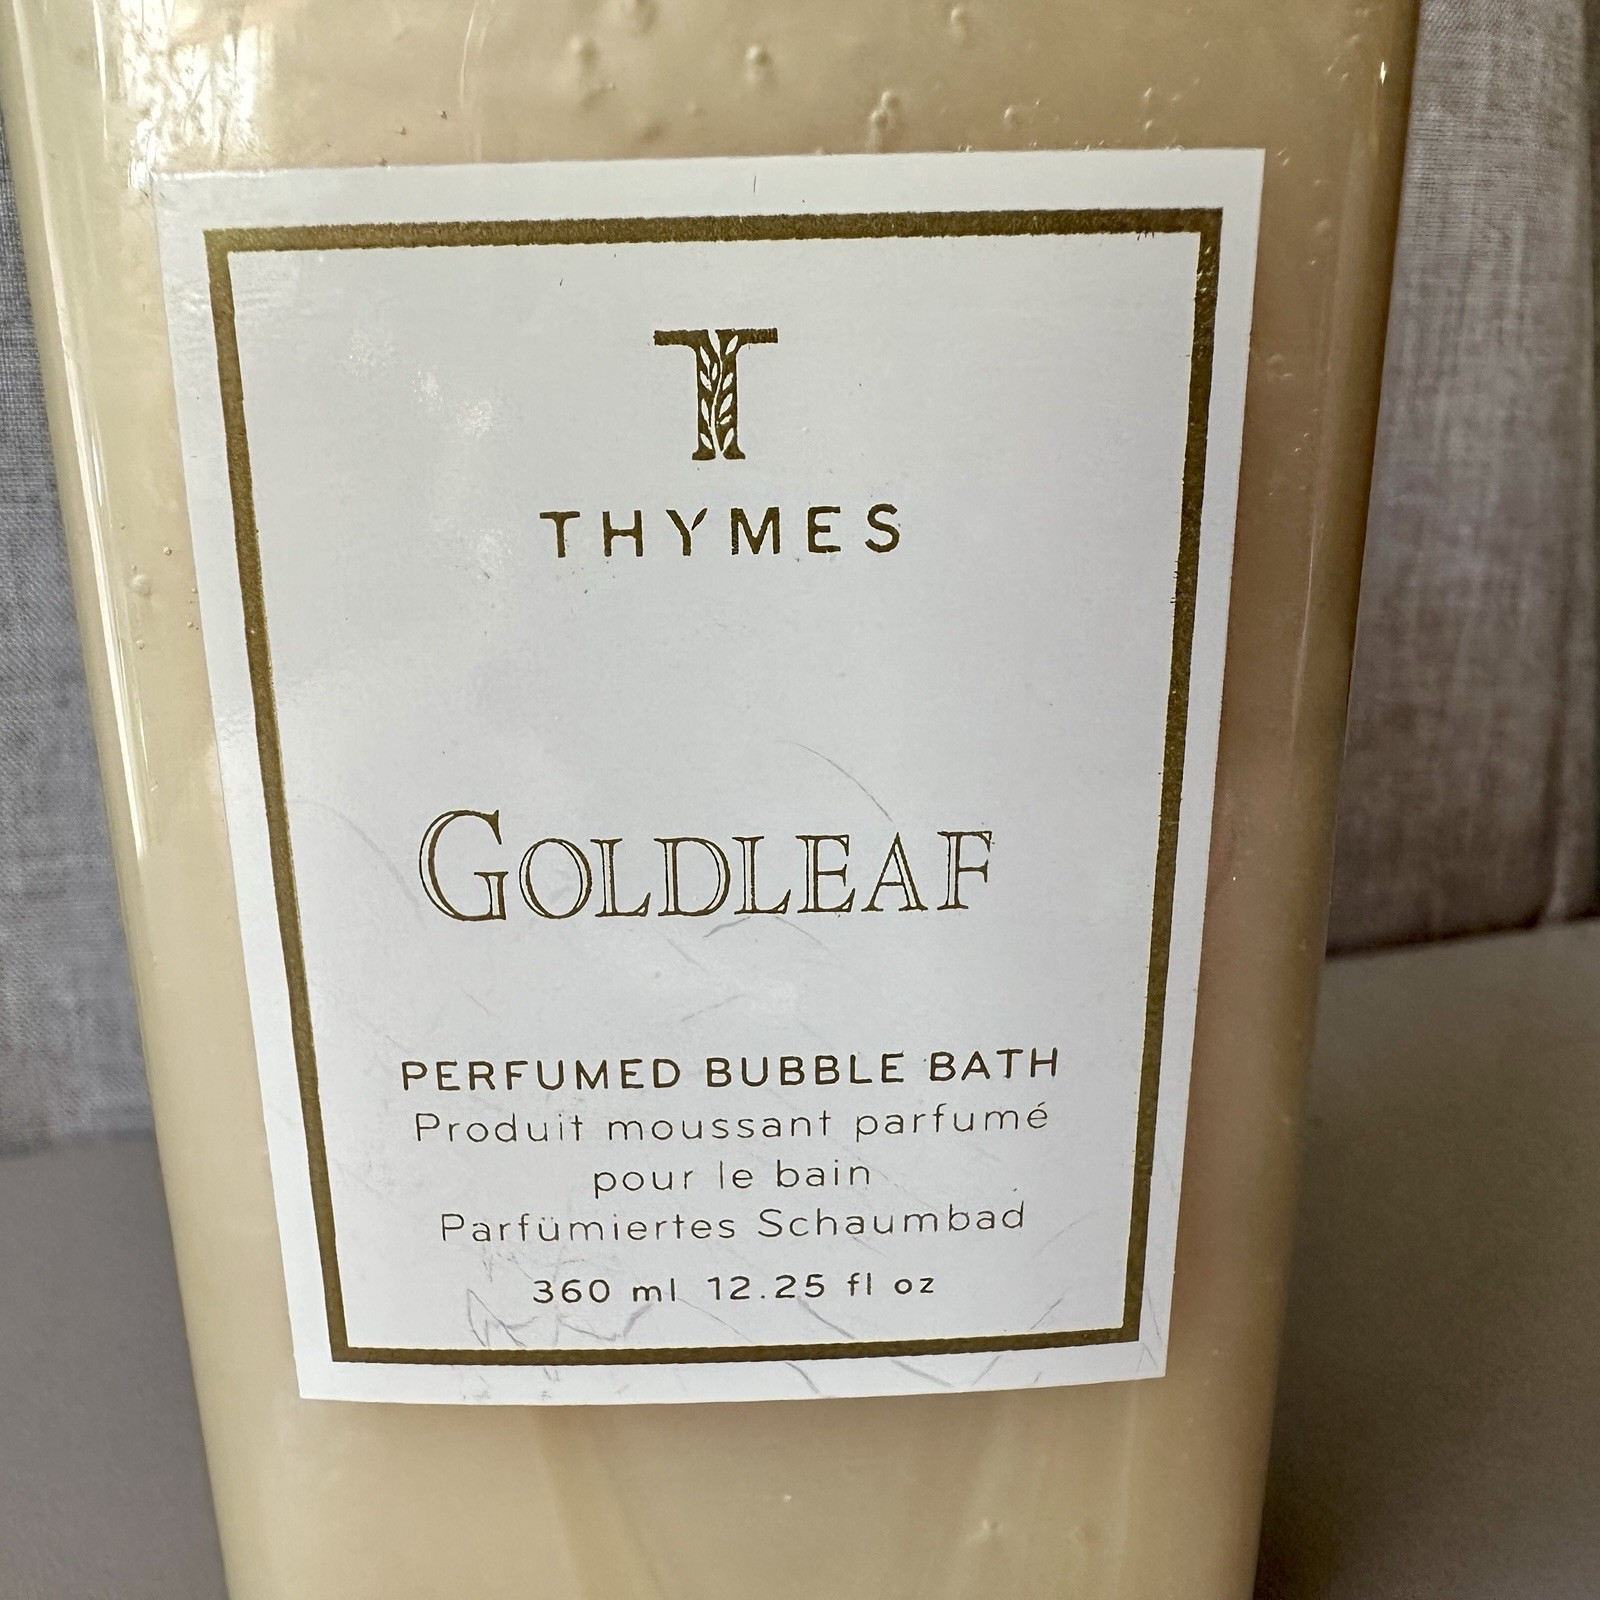 T
THYMES
GOLDLEAF
PERFUMED BUBBLE BATH
Produit moussant parfumé
pour le bain
Parfümiertes Schaumbad
360 ml 12.25 fl oz